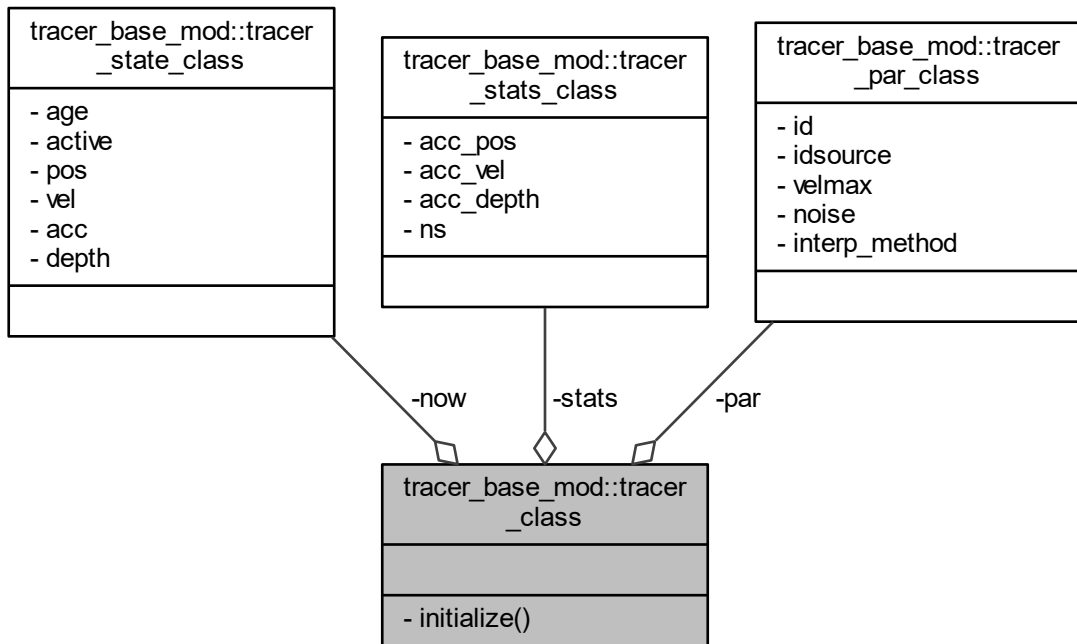 tracer_base_mod::tracer
_state_class
- age
- active
- pos
- vel
- acc
- depth
tracer_base_mod::tracer
_stats_class
- acc_pos
- acc_vel
- acc_depth
- ns
tracer_base_mod::tracer
_par_class
- id
- idsource
- velmax
- noise
- interp_method
-now
-stats
-par
tracer_base_mod::tracer
_class
- initialize()